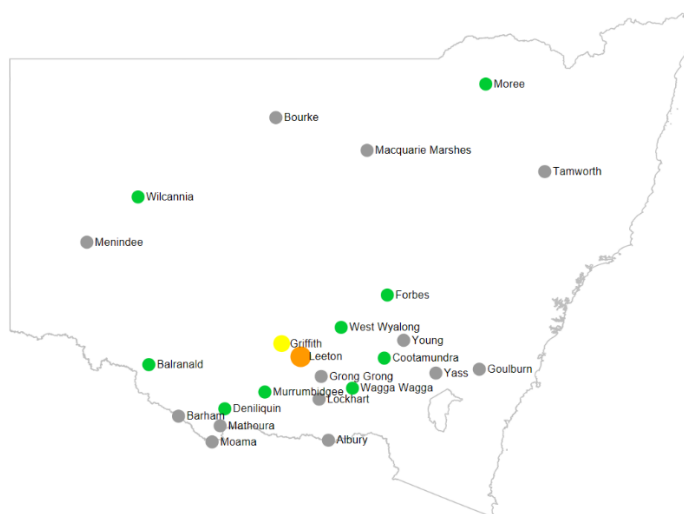 Moree
Bourke
Macquarie Marshes
Tamworth
Wilcannia
Menindee
Forbes
West Wyalong
Griffith
Young
Leeton
Cootamundra
Balranald
Goulburn
Yass
Grong Grong
Wagga Wagga
Murrumbidgee
Lockhart
Deniliquin
Barham
Mathoura
Albury
Moama